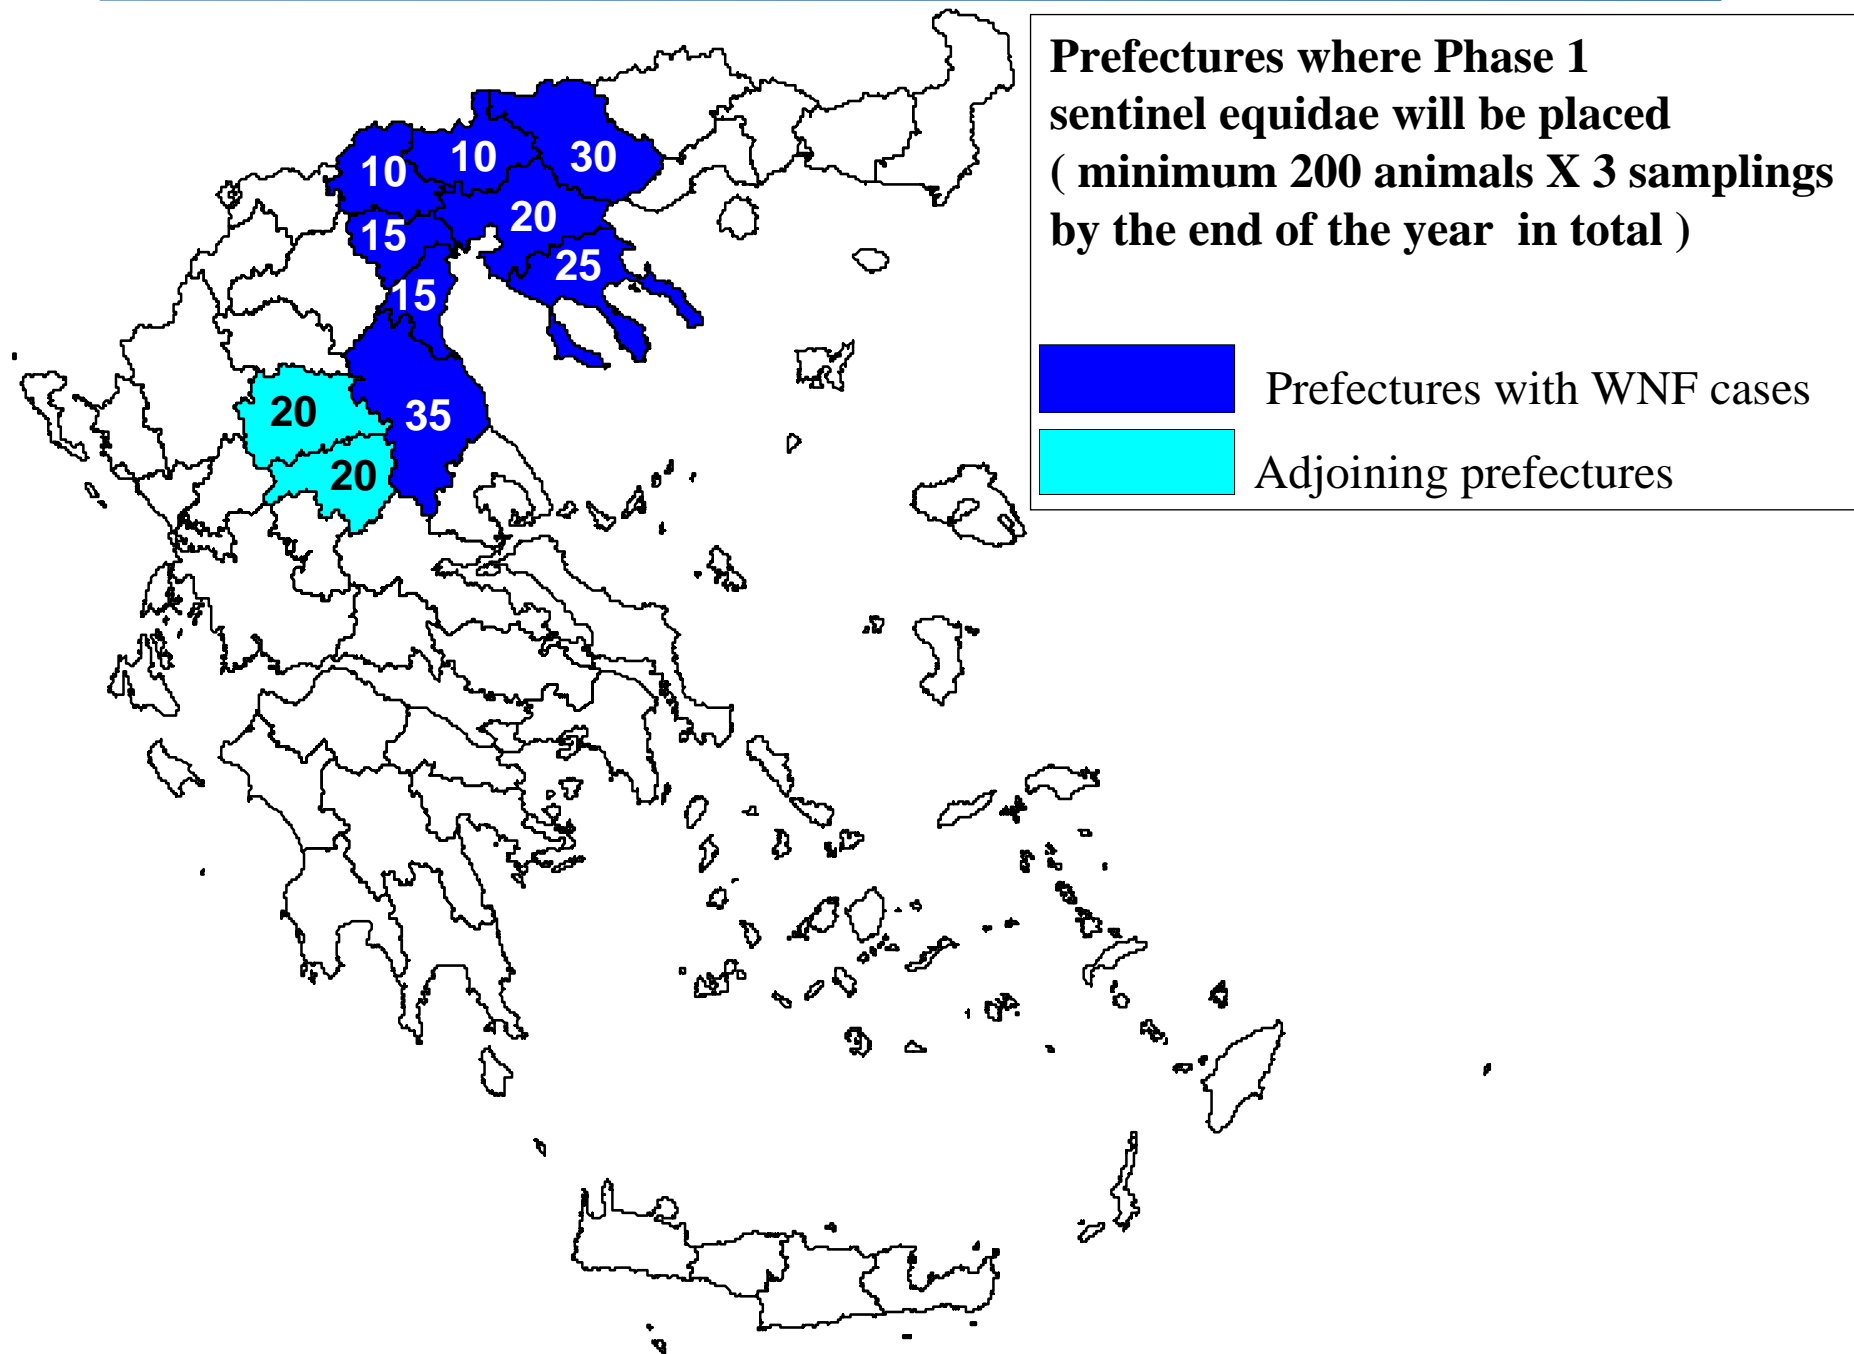 Prefectures where Phase 1
sentinel equidae will be placed
( minimum 200 animals X 3 samplings
by the end of the year in total )
Prefectures with WNF cases
Adjoining prefectures
10
10
30
20
15
25
15
20
35
20